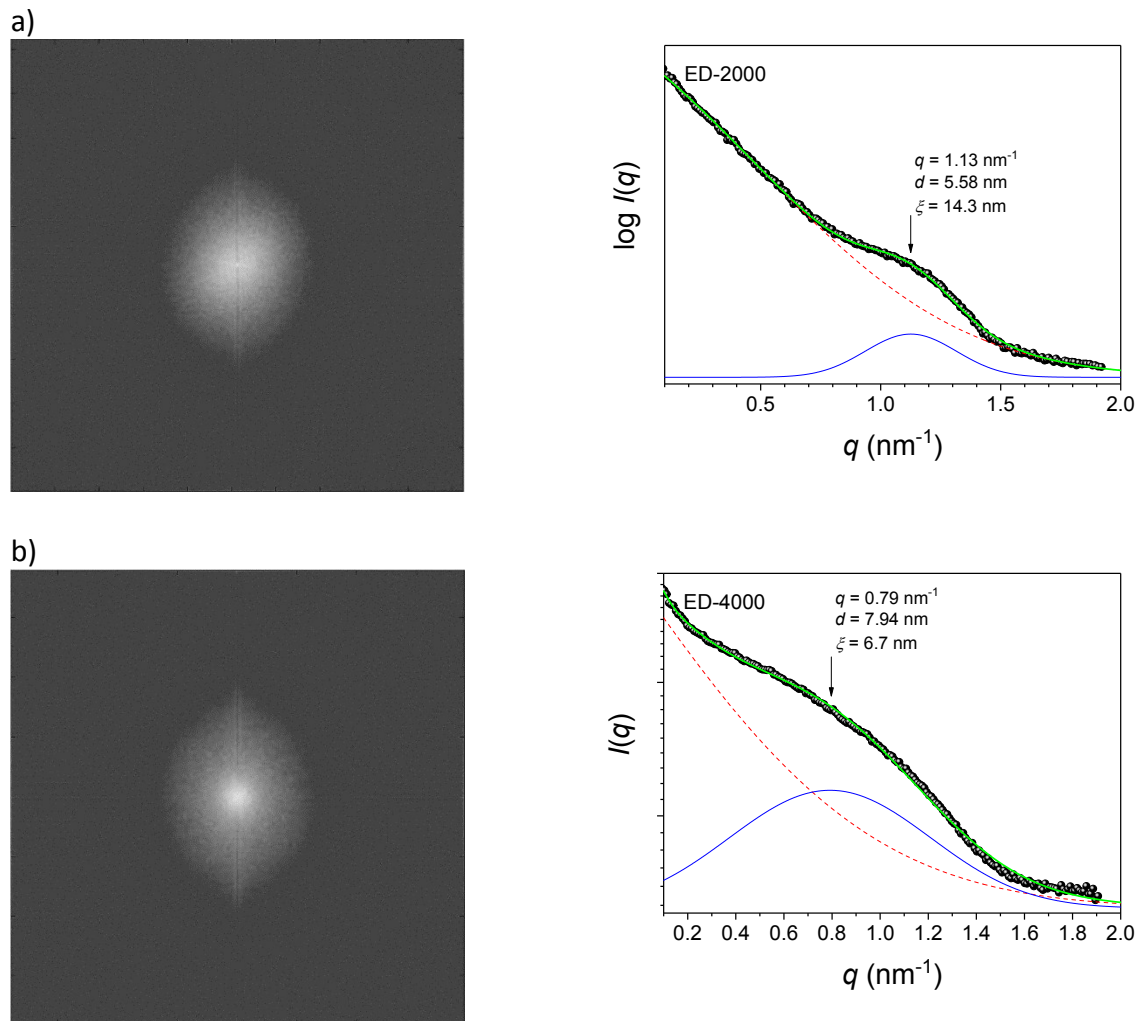 a)
ED-2000
q = 1.13 nm⁻¹
d = 5.58 nm
ξ = 14.3 nm
log I(q)
0.5 1.0 1.5 2.0
q (nm⁻¹)
b)
ED-4000
q = 0.79 nm⁻¹
d = 7.94 nm
ξ = 6.7 nm
I(q)
0.2 0.4 0.6 0.8 1.0 1.2 1.4 1.6 1.8 2.0
q (nm⁻¹)